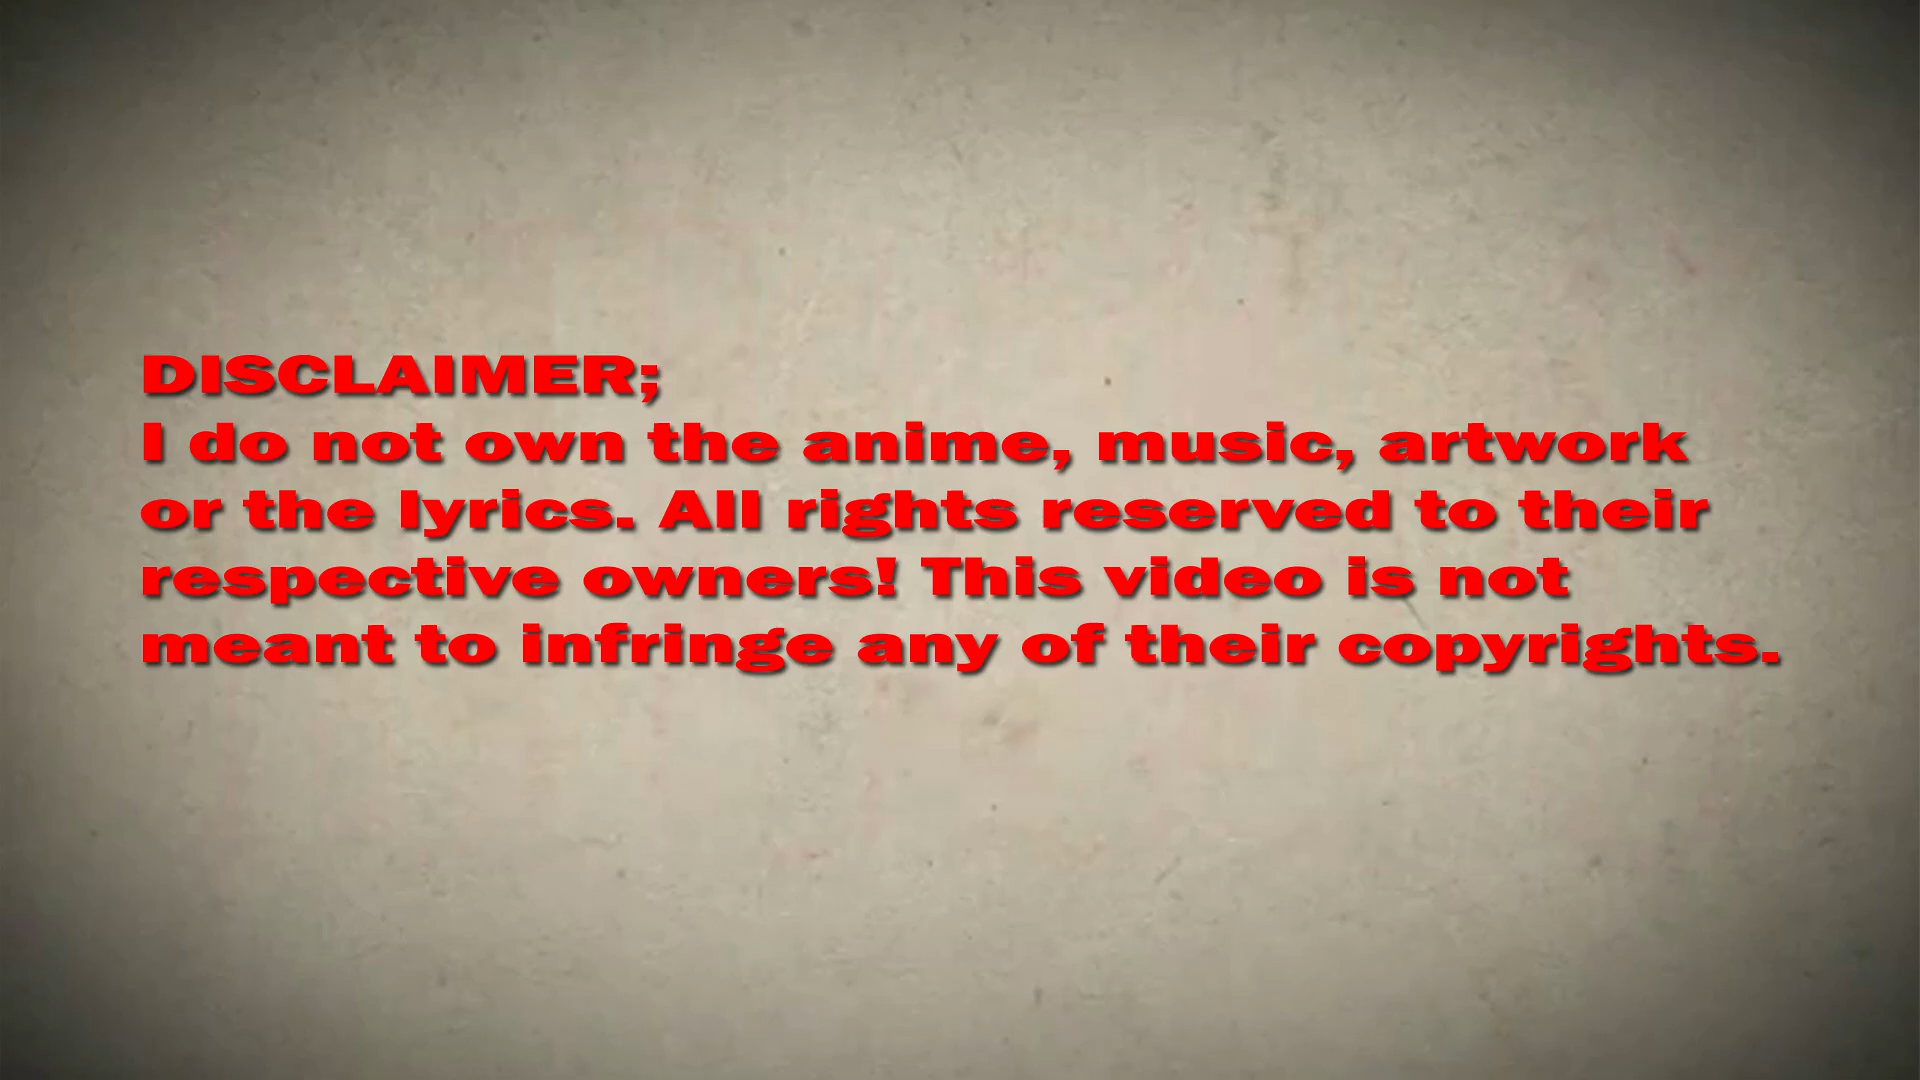 DISCLAIMER;
I do not own the anime, music, artwork
or the lyrics. All rights reserved to their
respective owners! This video is not
meant to infringe any of their copyrights.